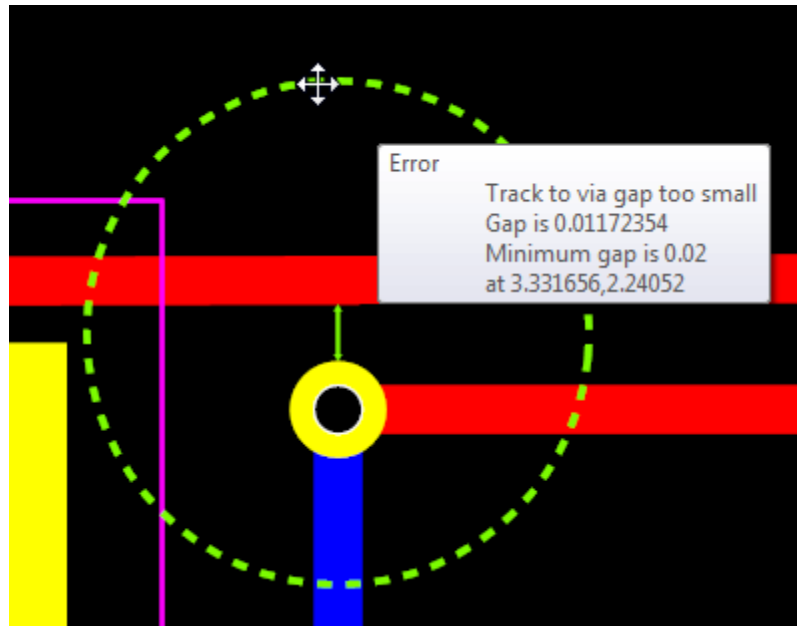 Error
Track to via gap too small
Gap is 0.01172354
Minimum gap is 0.02
at 3.331656,2.24052